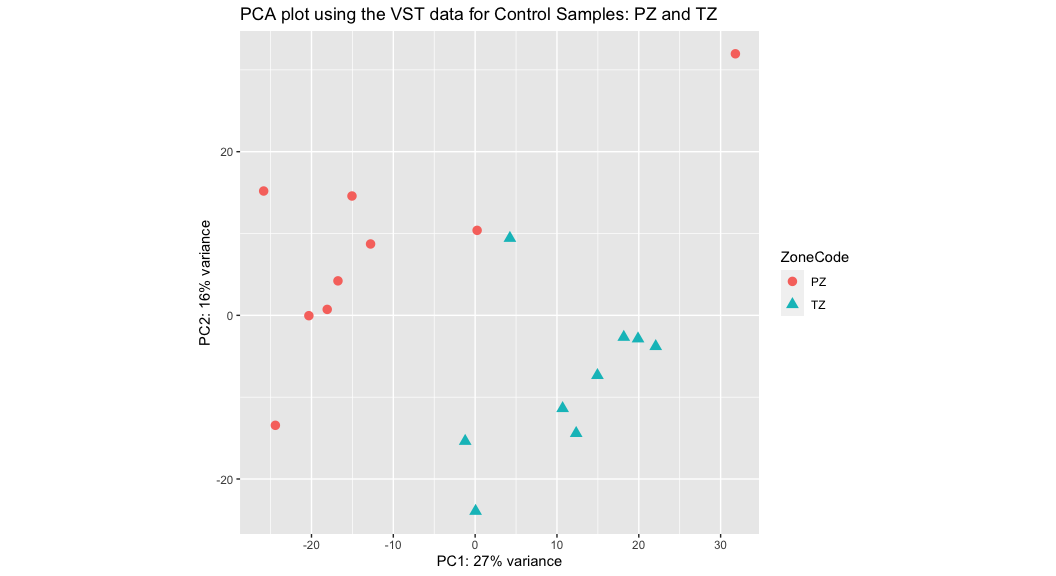 PCA plot using the VST data for Control Samples: PZ and TZ
20
0
-20
PC2: 16% variance
-20
-10
0
10
20
30
PC1: 27% variance
ZoneCode
PZ
TZ